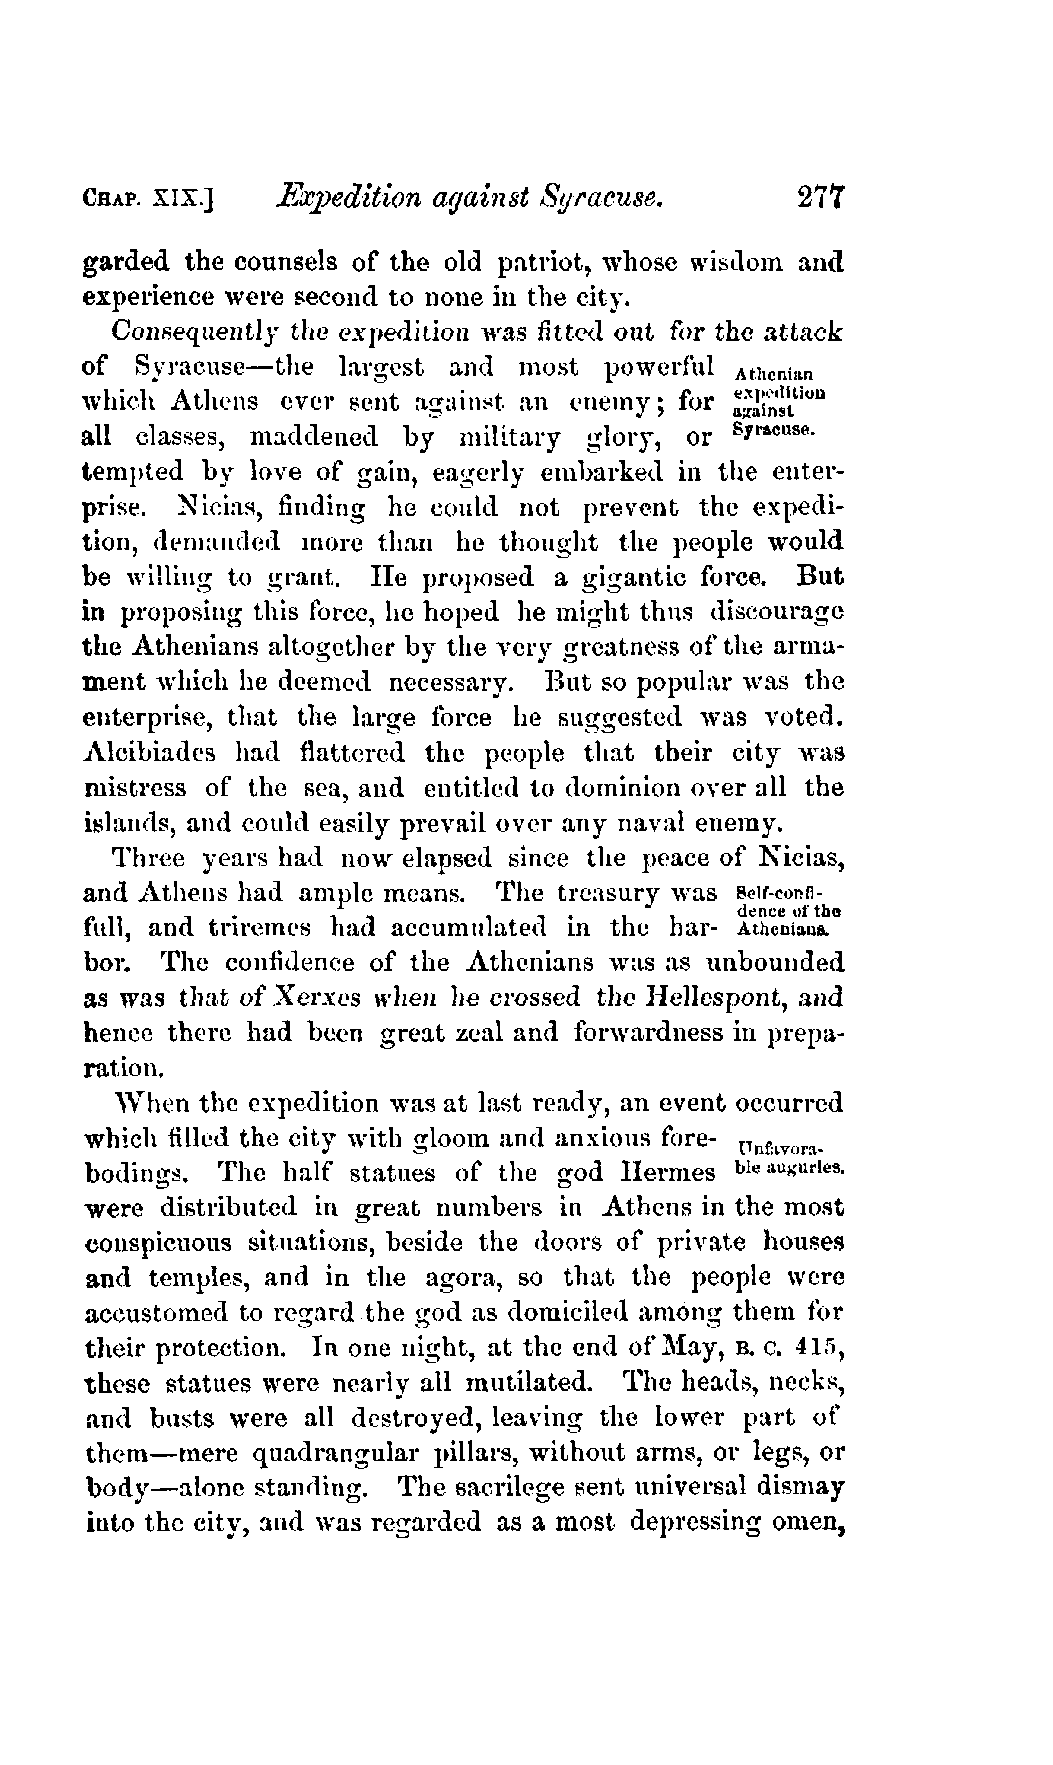 CHAP. XIX.] Expedition against Syracuse. 277
garded the counsels of the old patriot, whose wisdom and
experience were second to none in the city.
Consequently the expedition was fitted out for the attack
of Syracuse—the largest and most powerful
Athenian
expedition
against
Syracuse.
which Athens ever sent against an enemy; for
all classes, maddened by military glory, or
tempted by love of gain, eagerly embarked in the enter-
prise. Nicias, finding he could not prevent the expedi-
tion, demanded more than he thought the people would
be willing to grant. He proposed a gigantic force. But
in proposing this force, he hoped he might thus discourage
the Athenians altogether by the very greatness of the arma-
ment which he deemed necessary. But so popular was the
enterprise, that the large force he suggested was voted.
Alcibiades had flattered the people that their city was
mistress of the sea, and entitled to dominion over all the
islands, and could easily prevail over any naval enemy.
Three years had now elapsed since the peace of Nicias,
and Athens had ample means. The treasury was
Self-confi-
dence of the
Athenians.
full, and triremes had accumulated in the har-
bor. The confidence of the Athenians was as unbounded
as was that of Xerxes when he crossed the Hellespont, and
hence there had been great zeal and forwardness in prepa-
ration.
When the expedition was at last ready, an event occurred
which filled the city with gloom and anxious fore-
Unfavora-
ble auguries.
bodings. The half statues of the god Hermes
were distributed in great numbers in Athens in the most
conspicuous situations, beside the doors of private houses
and temples, and in the agora, so that the people were
accustomed to regard the god as domiciled among them for
their protection. In one night, at the end of May, B. C. 415,
these statues were nearly all mutilated. The heads, necks,
and busts were all destroyed, leaving the lower part of
them—mere quadrangular pillars, without arms, or legs, or
body—alone standing. The sacrilege sent universal dismay
into the city, and was regarded as a most depressing omen,